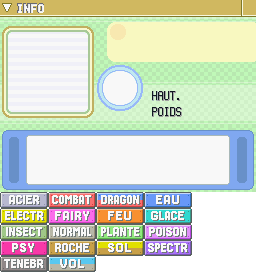 INFO
HAUT.
POIDS
ACIER COMBAT DRAGON EAU
ELECTR FAIRY FEU GLACE
INSECT NORMAL PLANTE POISON
PSY ROCHE SOL SPECTR
TENEBR VOL